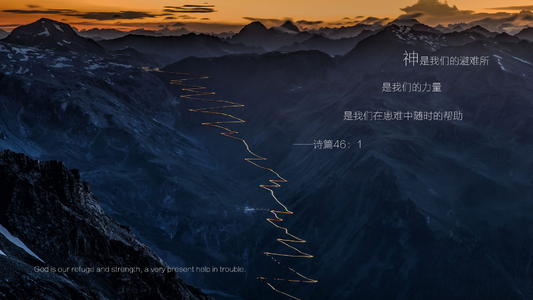 神是我们的避难所
是我们的力量
是我们在患难中随时的帮助
——诗篇46：1
God is our refuge and strength, a very present help in trouble.